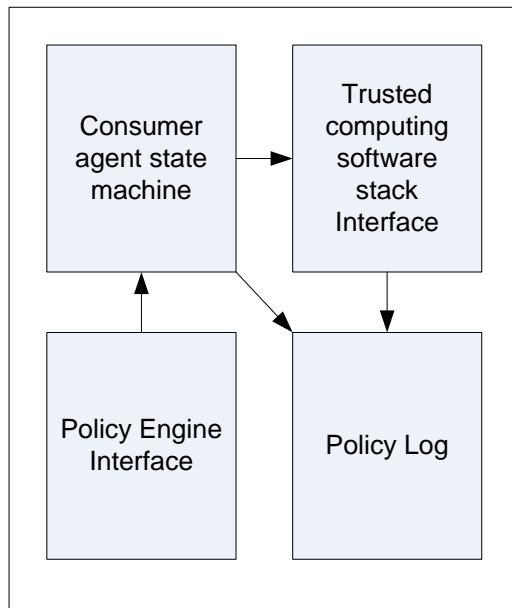 Consumer
agent state
machine
Trusted
computing
software
stack
Interface
Policy Engine
Interface
Policy Log